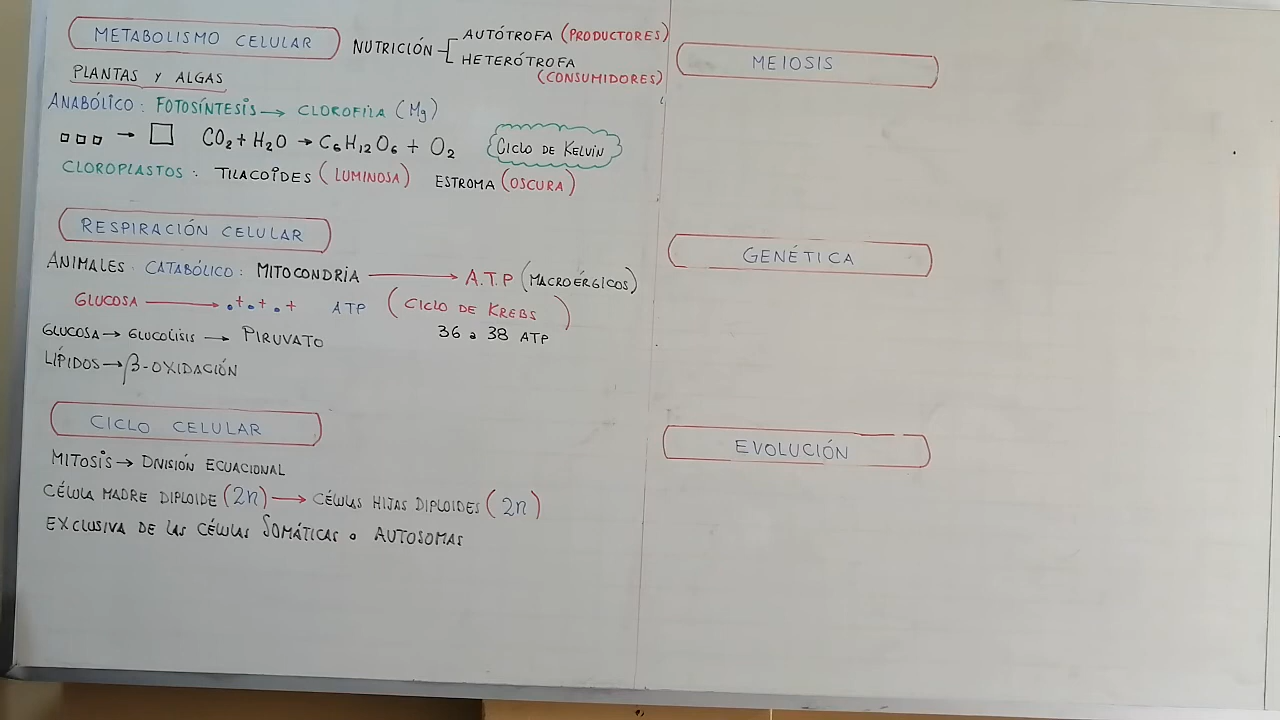 METABOLISMO CELULAR
NUTRICIÓN
AUTÓTROFA (PRODUCTORES)
HETERÓTROFA
(CONSUMIDORES)
PLANTAS Y ALGAS
ANABÓLICO: FOTOSÍNTESIS → CLOROFILA (Mg)
→ CO₂ + H₂O → C₆H₁₂O₆ + O₂
CICLO DE KELVIN
CLOROPLASTOS: TILACOIDES (LUMINOSA) ESTROMA (OSCURA)
RESPIRACIÓN CELULAR
ANIMALES. CATABÓLICO: MITOCONDRIA → A.T.P (MACROÉRGICOS)
GLUCOSA → .+.+.+ ATP (CICLO DE KREBS)
36 a 38 ATP
GLUCOSA → GLUCOLISIS → PIRUVATO
LÍPIDOS → β-OXIDACIÓN
CICLO CELULAR
MITOSIS → DIVISIÓN ECUACIONAL
CÉLULA MADRE DIPLOIDE (2n) → CÉLULAS HIJAS DIPLOIDES (2n)
EXCLUSIVA DE LAS CÉLULAS SOMÁTICAS o AUTOSOMAS
MEIOSIS
GENÉTICA
EVOLUCIÓN